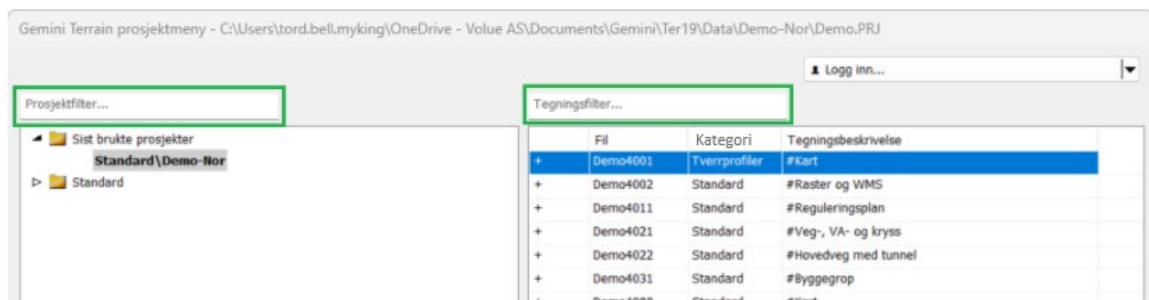 Gemini Terrain prosjektmeny - C:\Users\tord.bell.myking\OneDrive - Volue AS\Documents\Gemini\Ter19\Data\Demo-Nor\Demo.PRJ
Logg inn...
Prosjektfilter...
Tegningsfilter...
Sist brukte prosjekter
Standard\Demo-Nor
Standard
Fil Kategori Tegningsbeskrivelse
+ Demo4001 Tverrprofiler #Kart
+ Demo4002 Standard #Raster og WMS
+ Demo4011 Standard #Reguleringsplan
+ Demo4021 Standard #Veg-, VA- og kryss
+ Demo4022 Standard #Hovedveg med tunnel
+ Demo4031 Standard #Byggegrop